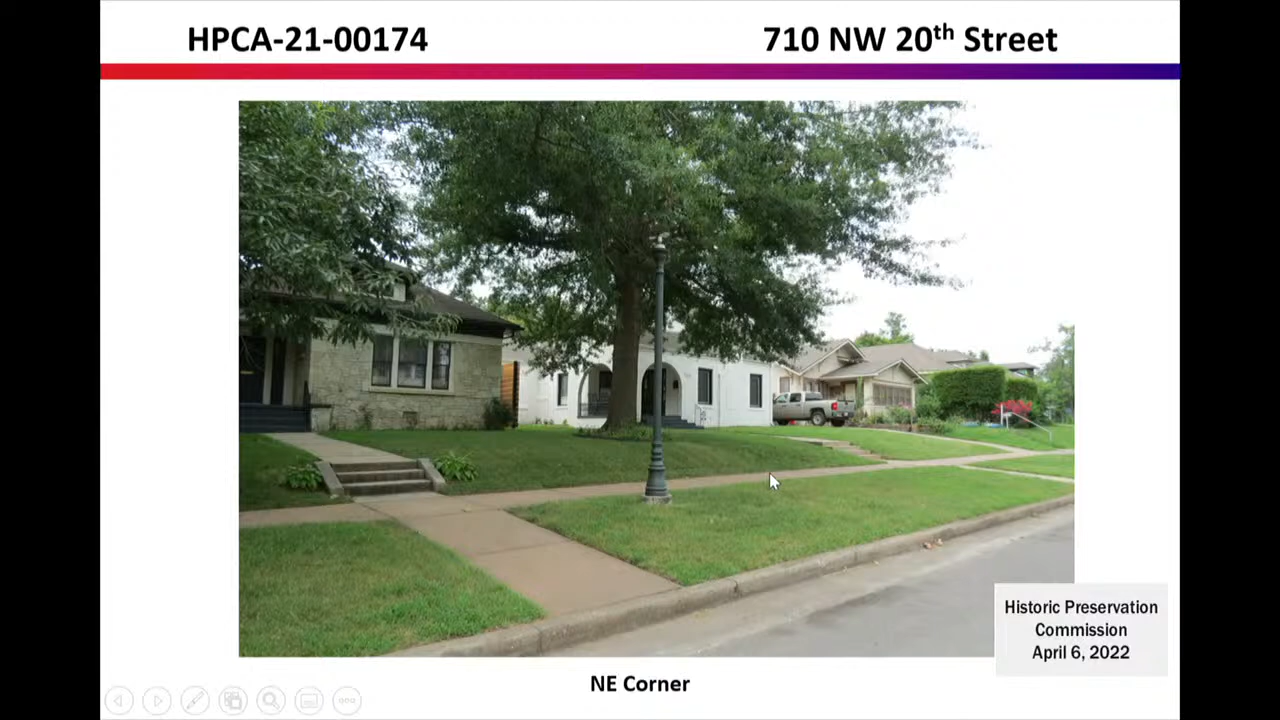 HPCA-21-00174
710 NW 20th Street
Historic Preservation
Commission
April 6, 2022
NE Corner